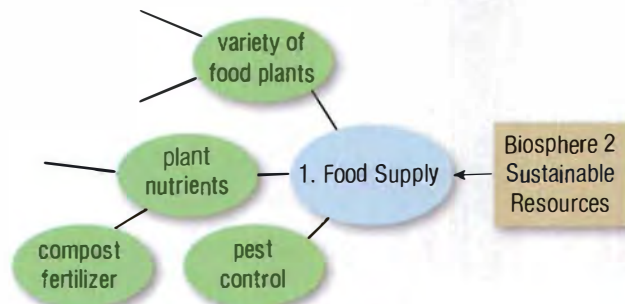 variety of
food plants
plant
nutrients
1. Food Supply
Biosphere 2
Sustainable
Resources
compost
fertilizer
pest
control